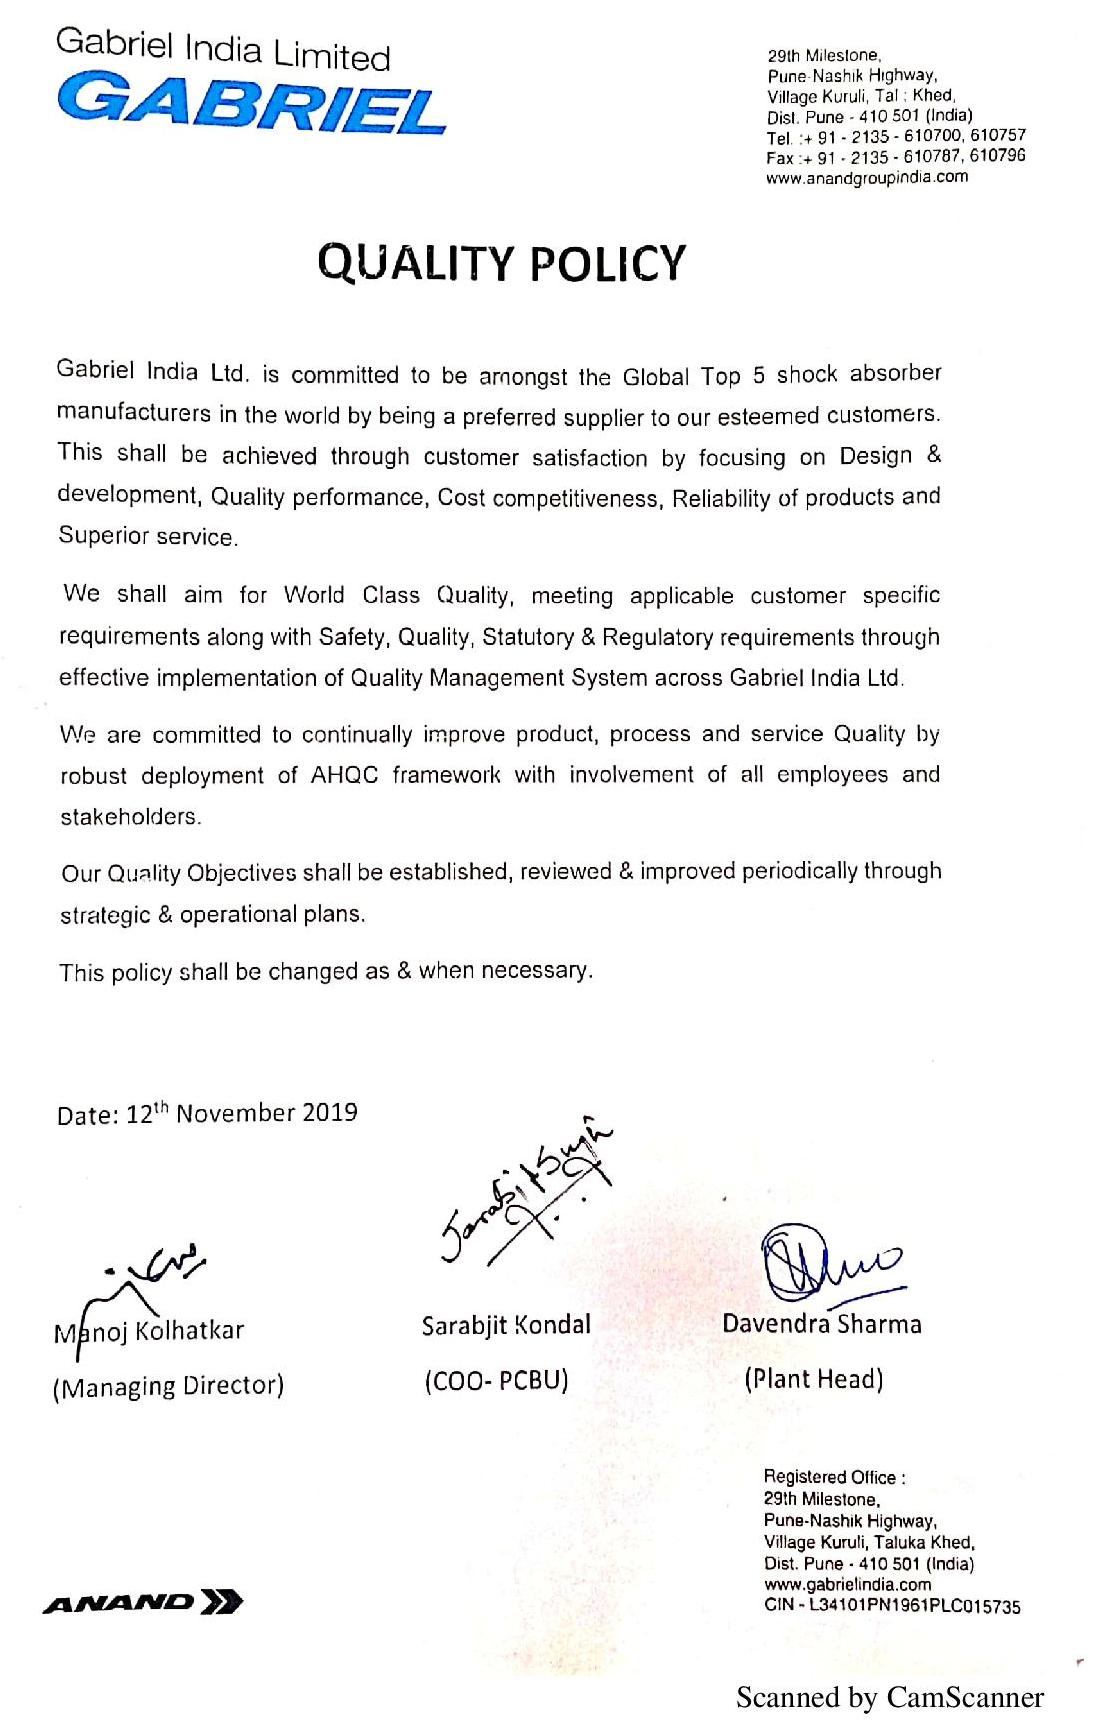 Gabriel India Limited
GABRIEL
29th Milestone,
Pune-Nashik Highway,
Village Kuruli, Tal : Khed,
Dist. Pune - 410 501 (India)
Tel. :+ 91 - 2135 - 610700, 610757
Fax :+ 91 - 2135 - 610787, 610796
www.anandgroupindia.com
QUALITY POLICY
Gabriel India Ltd. is committed to be amongst the Global Top 5 shock absorber
manufacturers in the world by being a preferred supplier to our esteemed customers.
This shall be achieved through customer satisfaction by focusing on Design &
development, Quality performance, Cost competitiveness, Reliability of products and
Superior service.
We shall aim for World Class Quality, meeting applicable customer specific
requirements along with Safety, Quality, Statutory & Regulatory requirements through
effective implementation of Quality Management System across Gabriel India Ltd.
We are committed to continually improve product, process and service Quality by
robust deployment of AHQC framework with involvement of all employees and
stakeholders.
Our Quality Objectives shall be established, reviewed & improved periodically through
strategic & operational plans.
This policy shall be changed as & when necessary.
Date: 12th November 2019
Sarabjit Singh
Manoj Kolhatkar
Sarabjit Kondal
Davendra Sharma
(Managing Director)
(COO- PCBU)
(Plant Head)
Registered Office :
29th Milestone,
Pune-Nashik Highway,
Village Kuruli, Taluka Khed,
Dist. Pune - 410 501 (India)
www.gabrielindia.com
CIN - L34101PN1961PLC015735
ANAND
Scanned by CamScanner